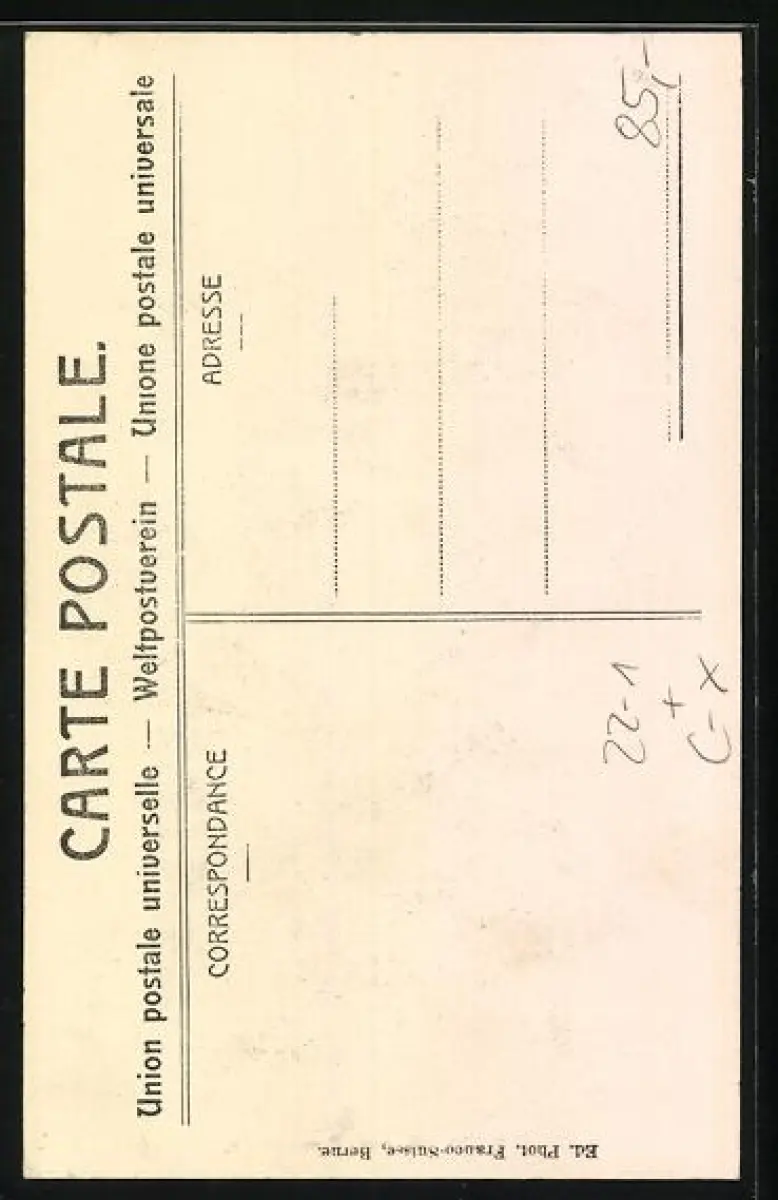 CARTE POSTALE.
Union postale universelle — Weltpostverein — Unione postale universale
CORRESPONDANCE
ADRESSE
Ed. Phot. Franco-Suisse, Berne.
85,-
22-1
+
C-X